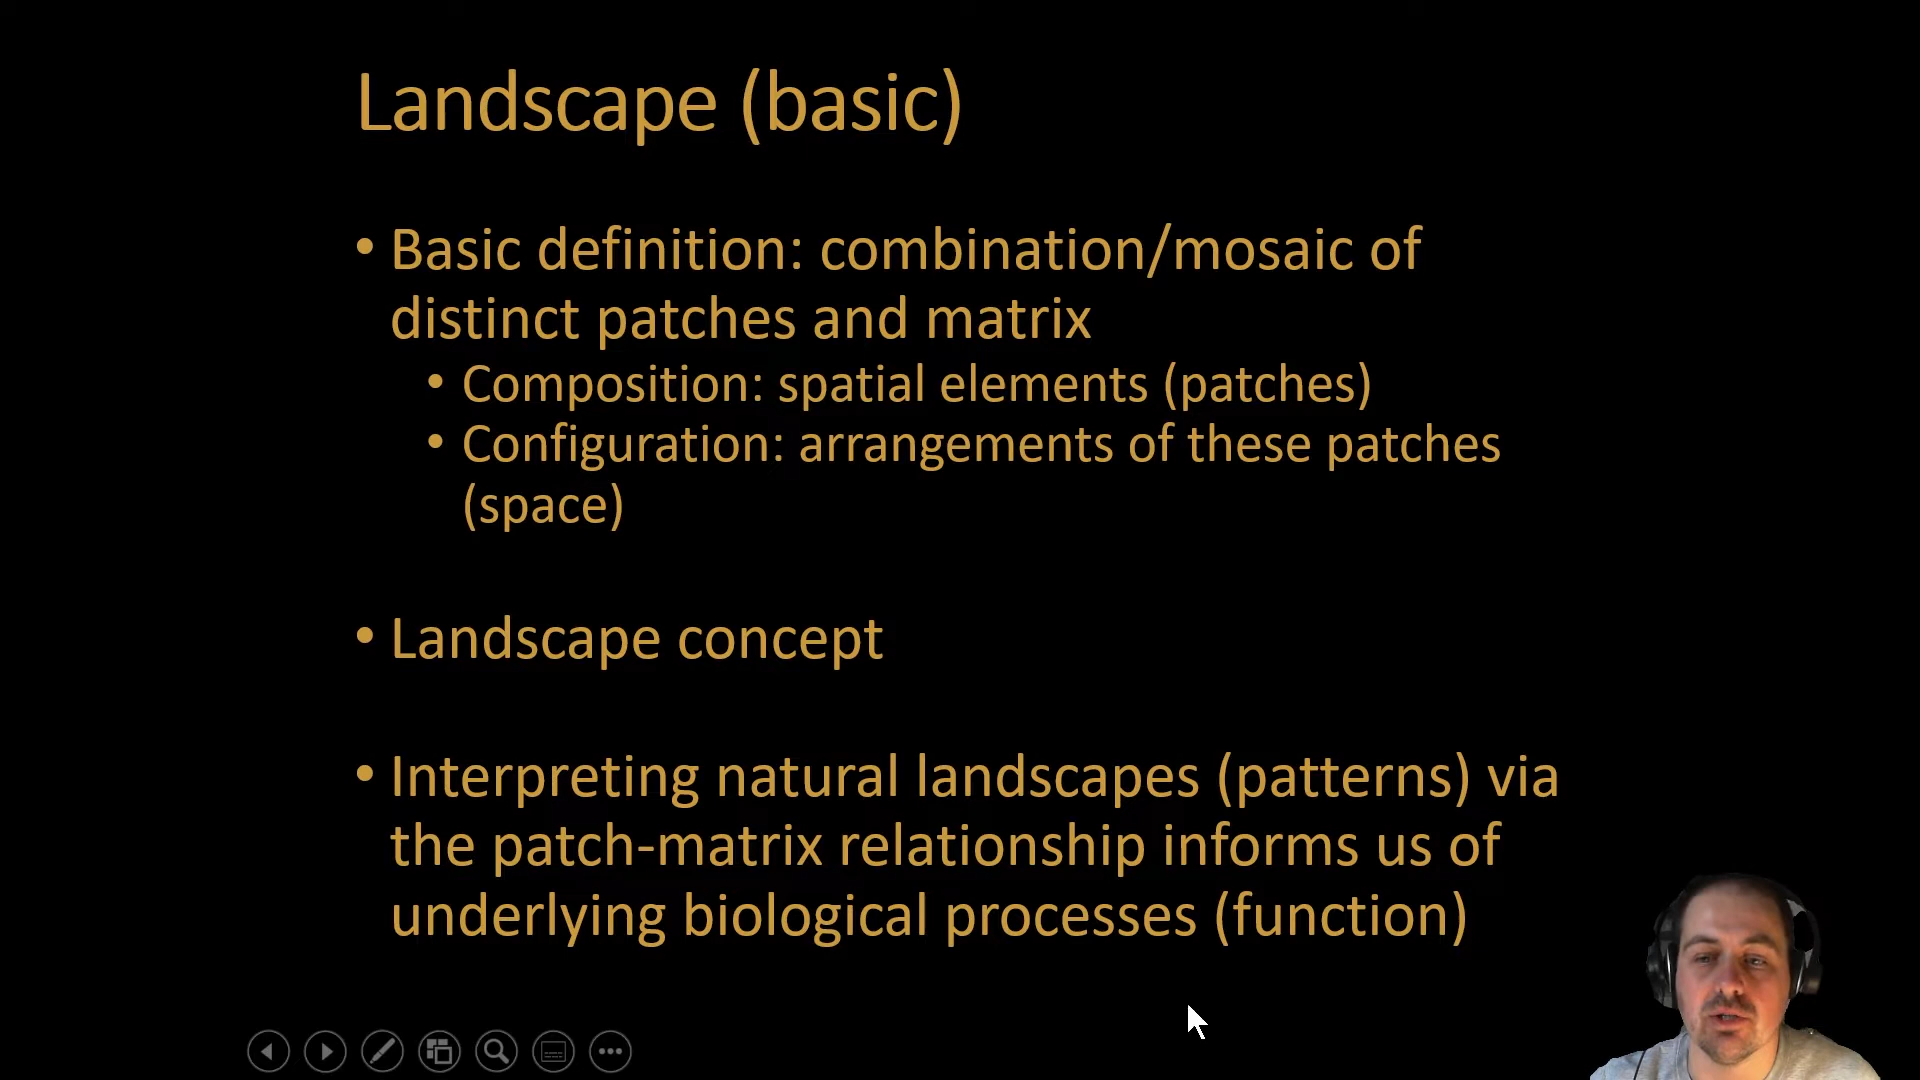 Landscape (basic)
• Basic definition: combination/mosaic of
distinct patches and matrix
• Composition: spatial elements (patches)
• Configuration: arrangements of these patches
(space)
• Landscape concept
• Interpreting natural landscapes (patterns) via
the patch-matrix relationship informs us of
underlying biological processes (function)